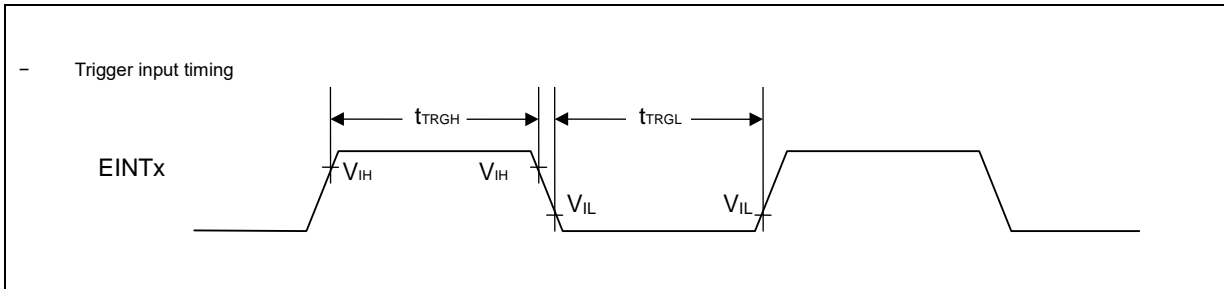 – Trigger input timing
tTRGH tTRGL
EINTx VIH VIH
VIL VIL